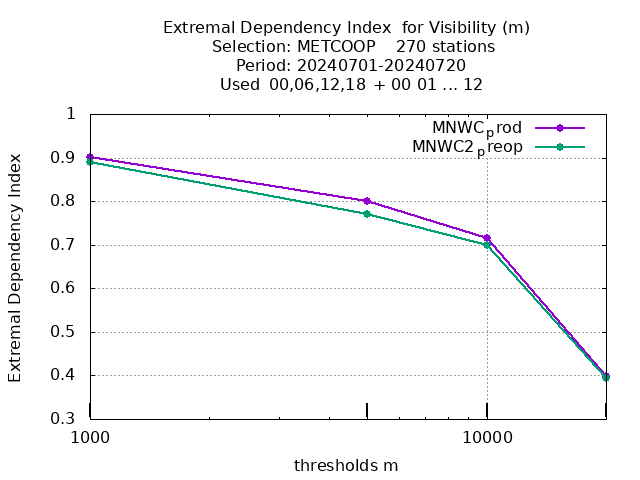 Extremal Dependency Index for Visibility (m)
Selection: METCOOP 270 stations
Period: 20240701-20240720
Used 00,06,12,18 + 00 01 ... 12
MNWCprod
MNWC2preop
1
0.9
0.8
0.7
0.6
0.5
0.4
0.3
Extremal Dependency Index
1000
10000
thresholds m